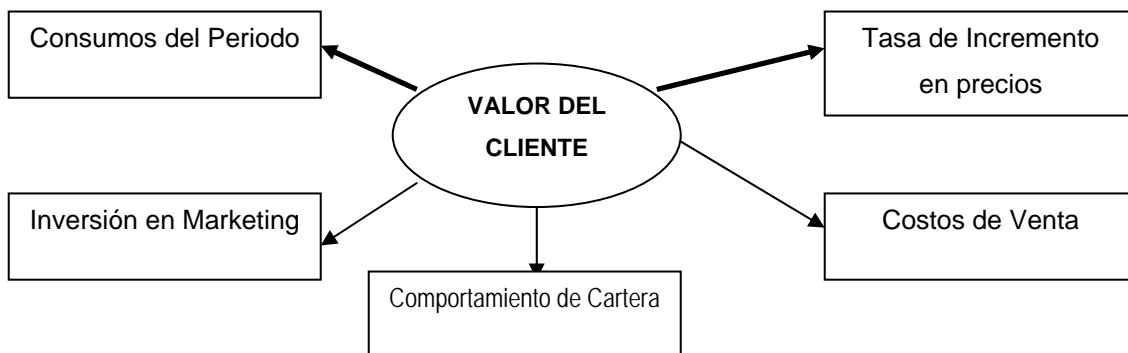 Consumos del Periodo
Tasa de Incremento
en precios
VALOR DEL
CLIENTE
Inversión en Marketing
Costos de Venta
Comportamiento de Cartera